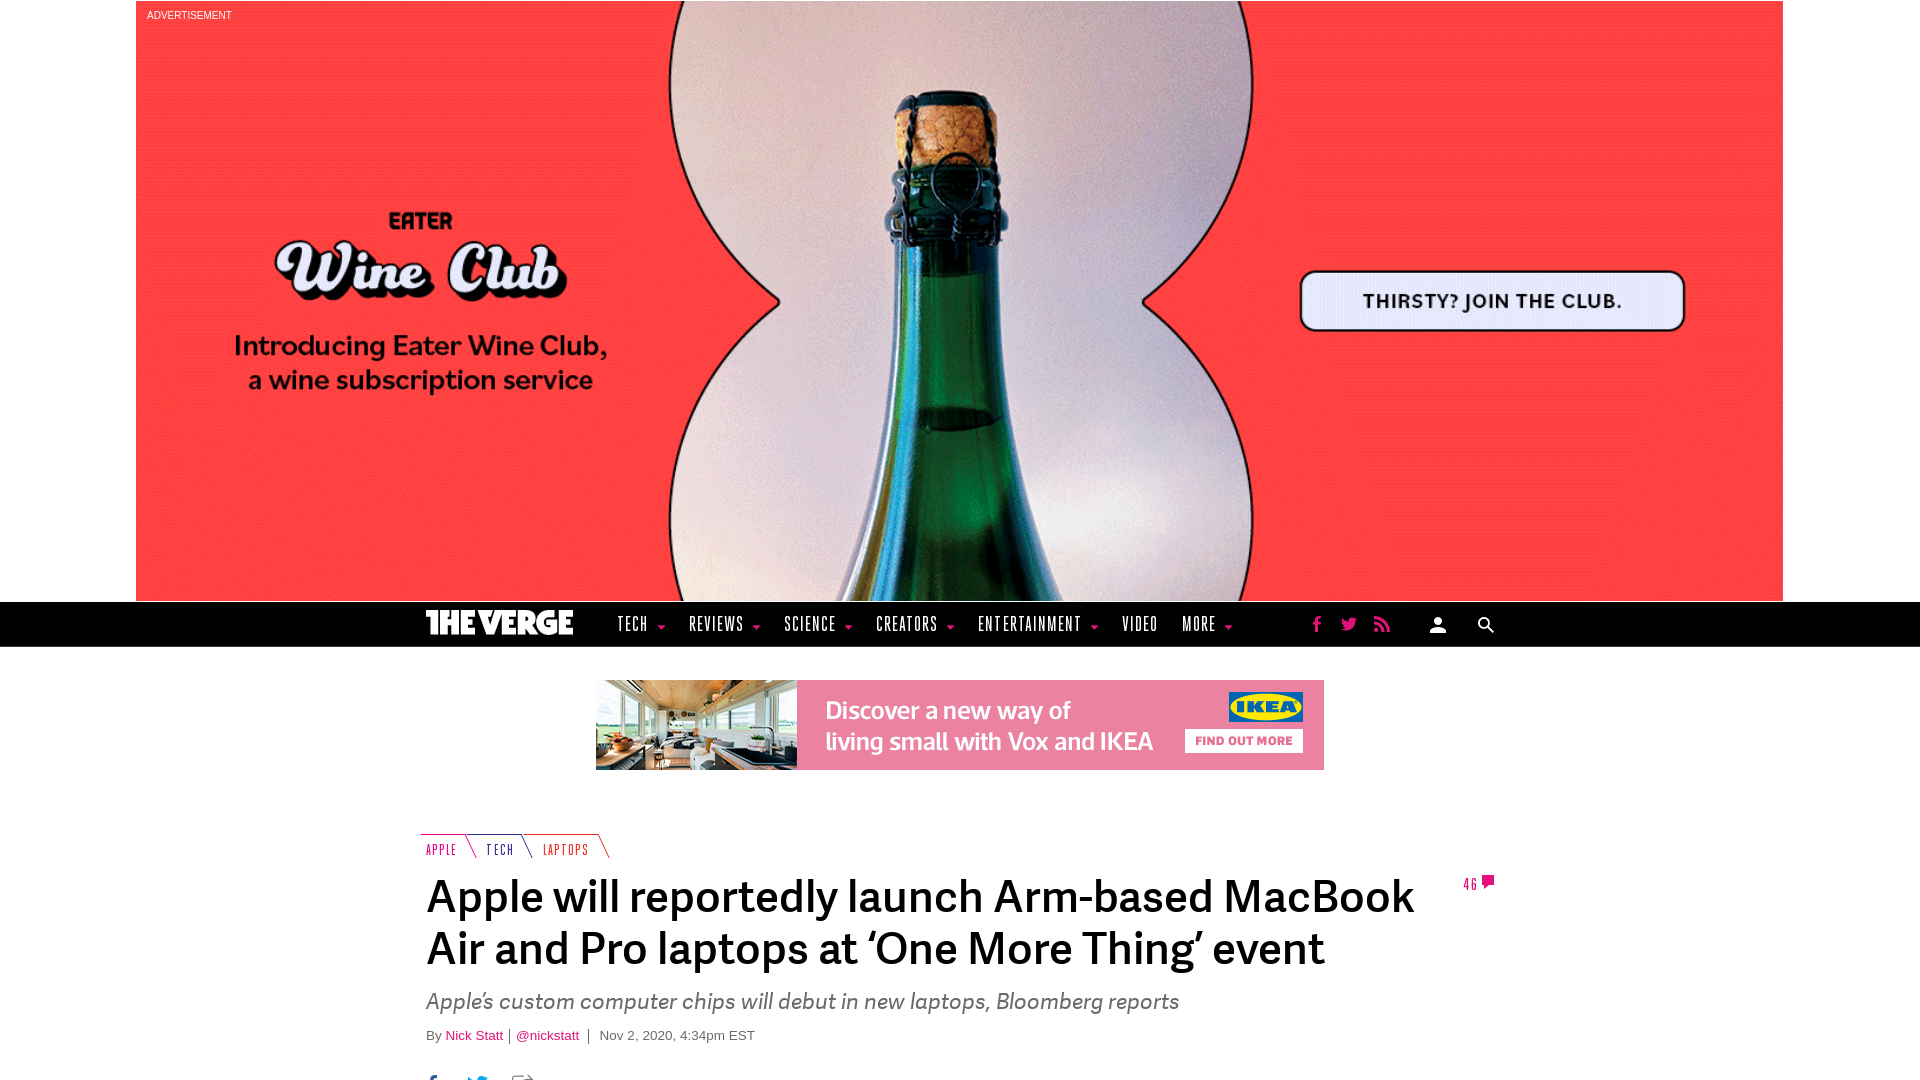 ADVERTISEMENT
EATER
Wine Club
Introducing Eater Wine Club,
a wine subscription service
THIRSTY? JOIN THE CLUB.
THE VERGE
TECH REVIEWS SCIENCE CREATORS ENTERTAINMENT VIDEO MORE
Discover a new way of
living small with Vox and IKEA
IKEA
FIND OUT MORE
APPLE TECH LAPTOPS
Apple will reportedly launch Arm-based MacBook
Air and Pro laptops at ‘One More Thing’ event
46
Apple’s custom computer chips will debut in new laptops, Bloomberg reports
By Nick Statt | @nickstatt | Nov 2, 2020, 4:34pm EST